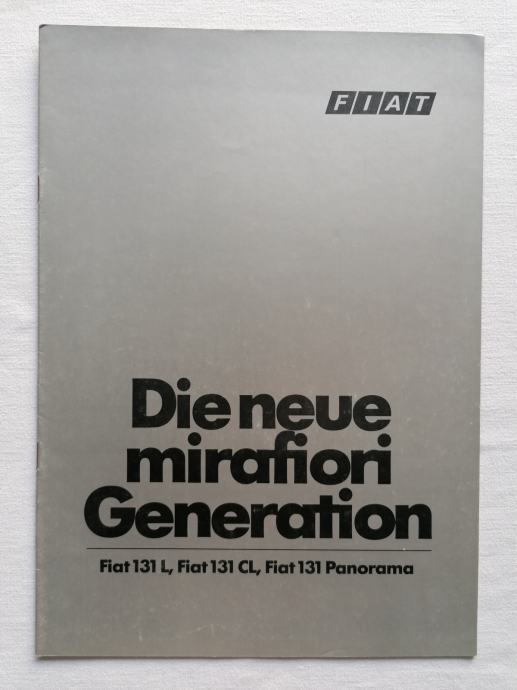 FIAT
Die neue
mirafiori
Generation
Fiat 131 L, Fiat 131 CL, Fiat 131 Panorama